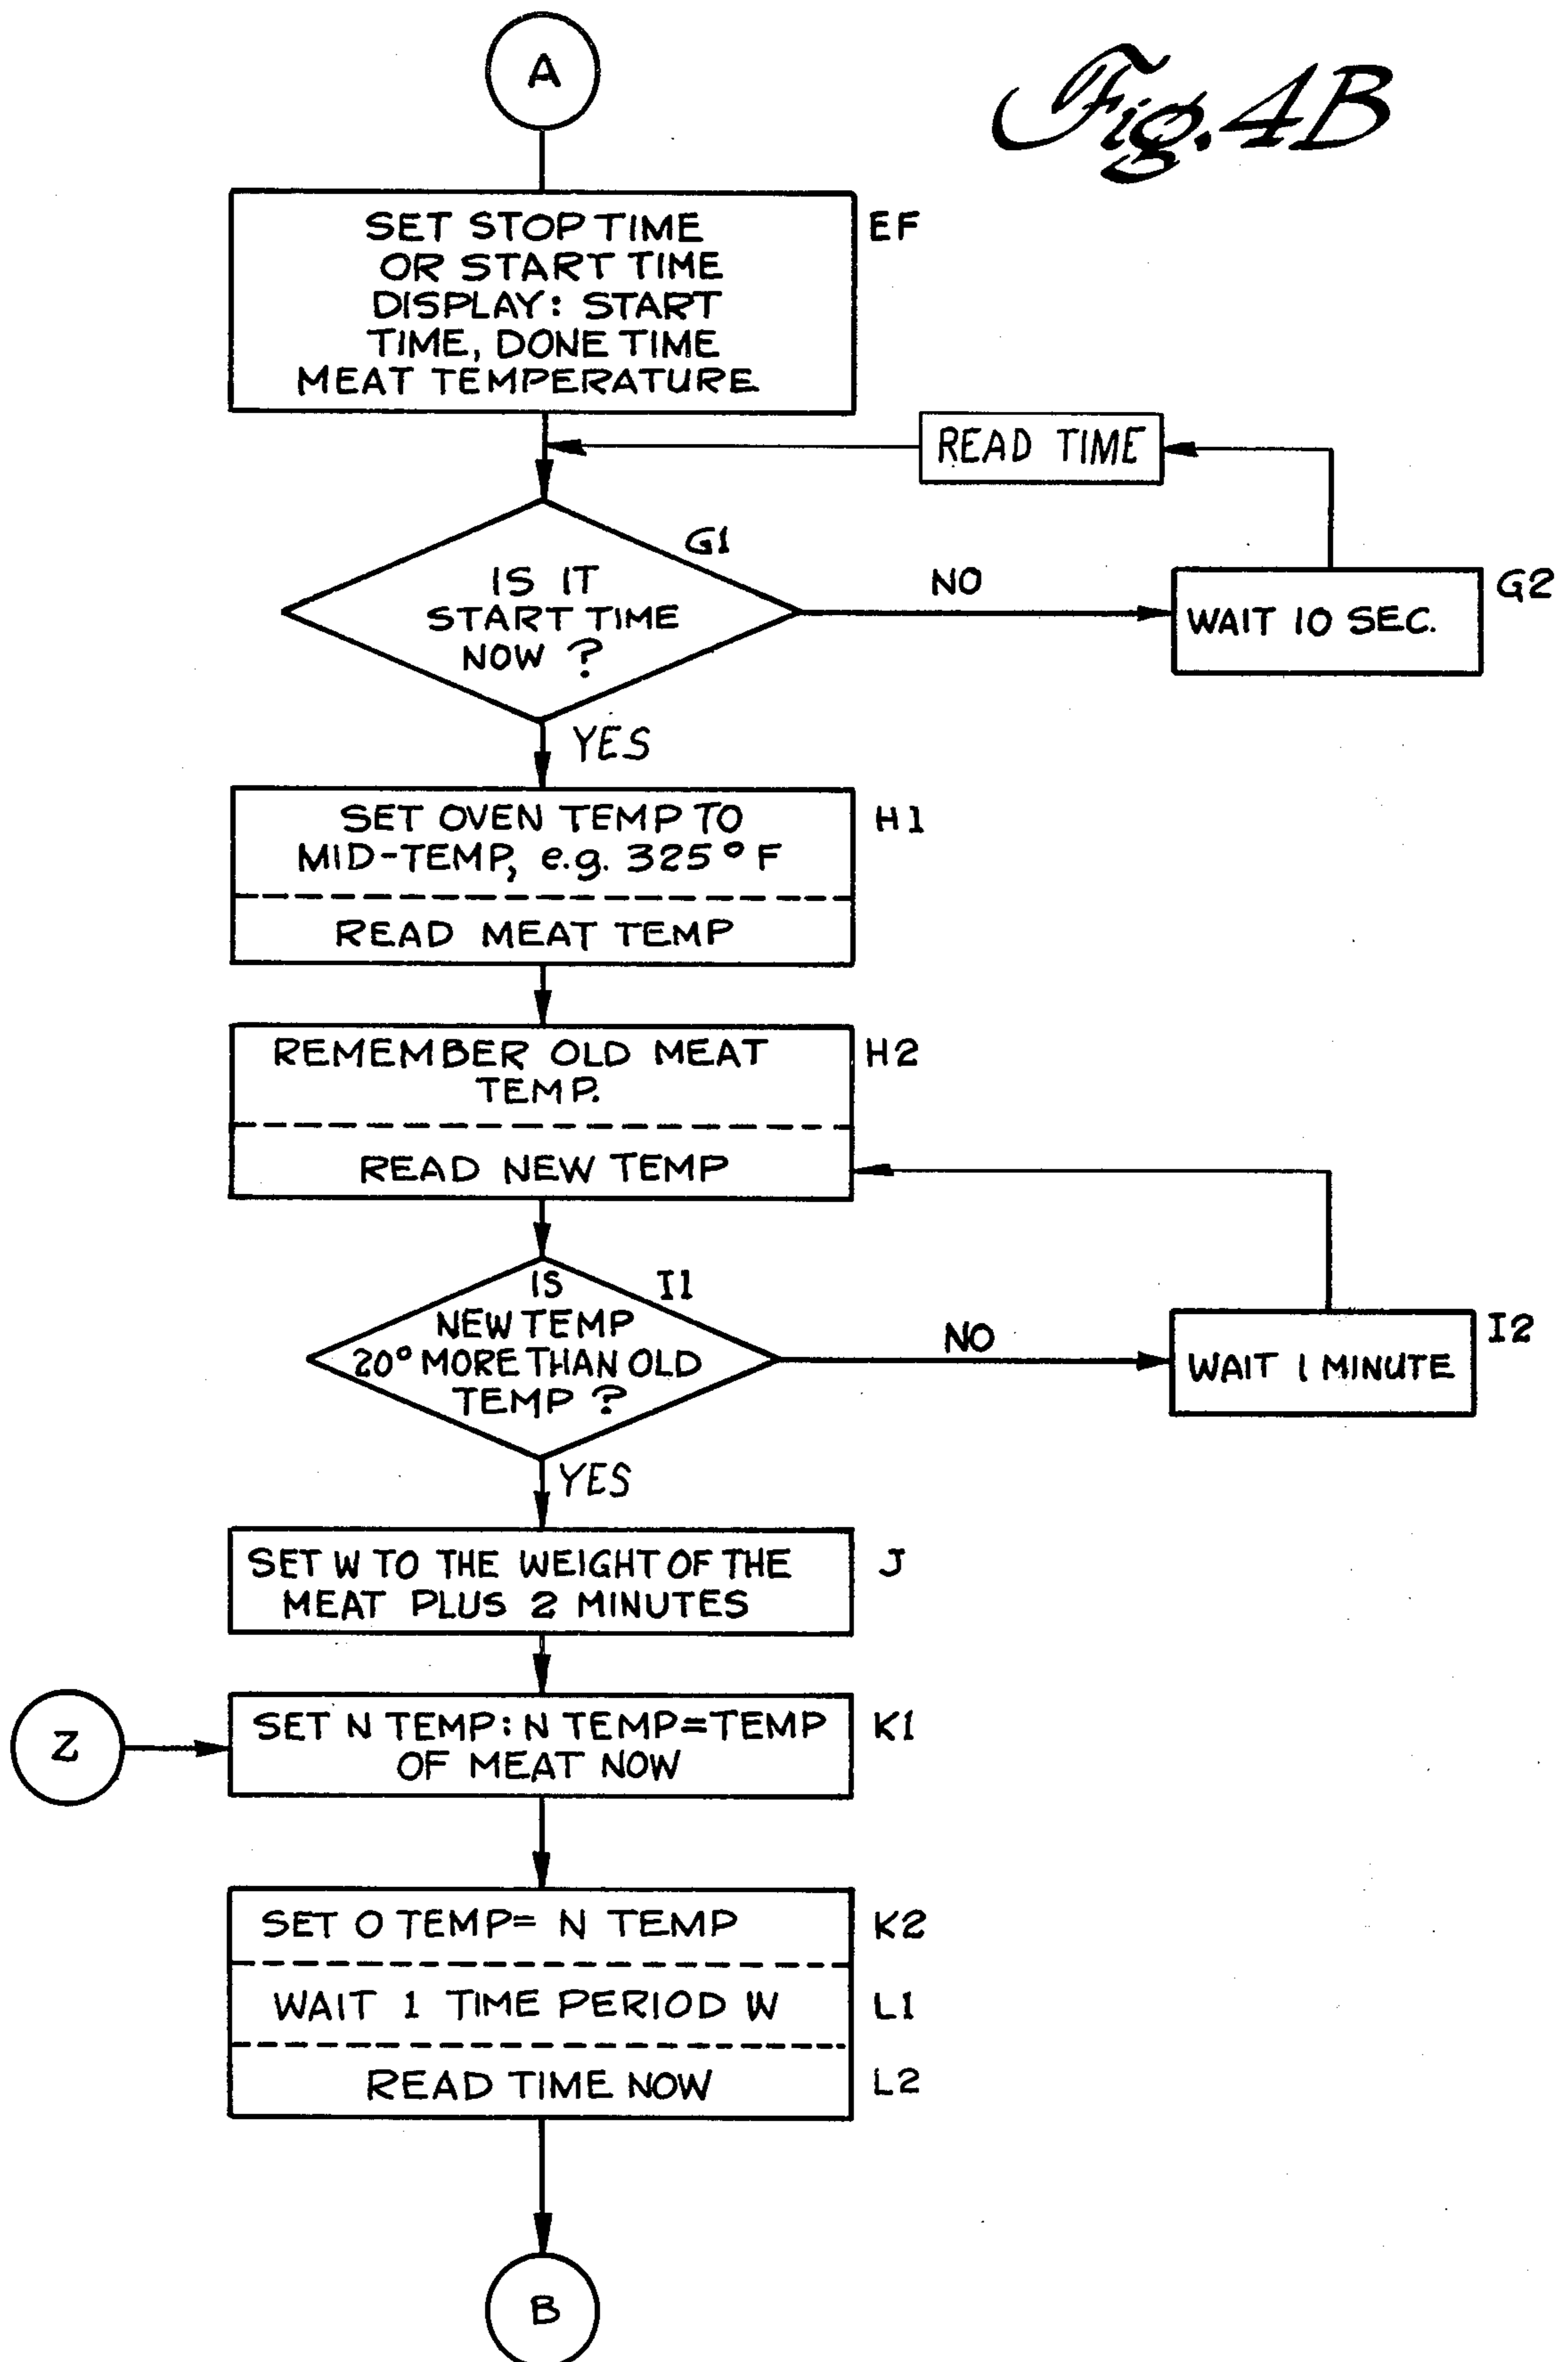 A
Fig. 4B
SET STOP TIME
OR START TIME
DISPLAY: START
TIME, DONE TIME
MEAT TEMPERATURE
EF
READ TIME
G1
IS IT
START TIME
NOW ?
NO
WAIT 10 SEC.
G2
YES
SET OVEN TEMP TO
MID-TEMP, e.g. 325° F
H1
READ MEAT TEMP
REMEMBER OLD MEAT
TEMP.
H2
READ NEW TEMP
IS
I1
NEW TEMP
20° MORE THAN OLD
TEMP ?
NO
WAIT 1 MINUTE
I2
YES
SET W TO THE WEIGHT OF THE
MEAT PLUS 2 MINUTES
J
Z
SET N TEMP: N TEMP=TEMP
OF MEAT NOW
K1
SET O TEMP= N TEMP
K2
WAIT 1 TIME PERIOD W
L1
READ TIME NOW
L2
B